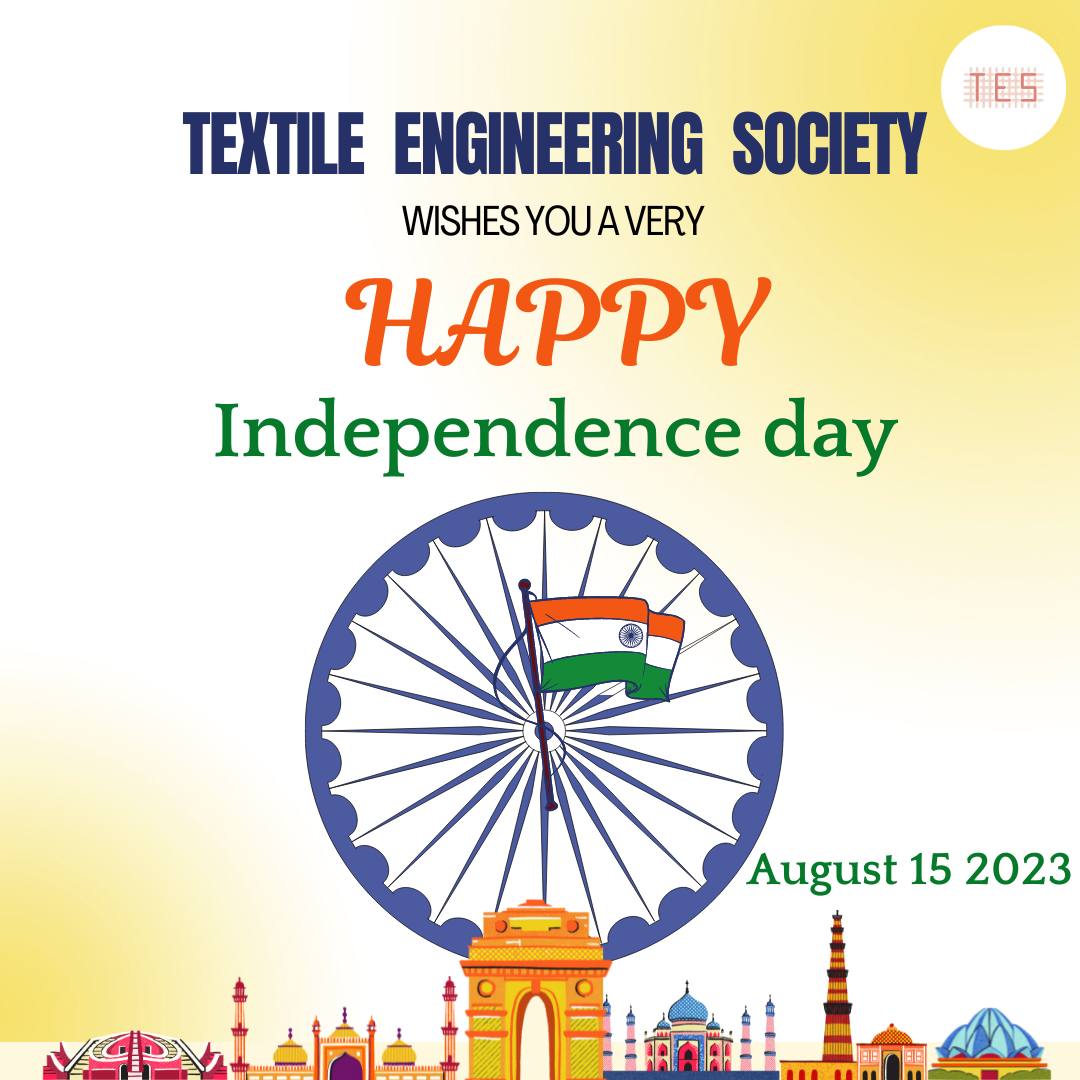 TES
TEXTILE ENGINEERING SOCIETY
WISHES YOU A VERY
HAPPY
Independence day
August 15 2023